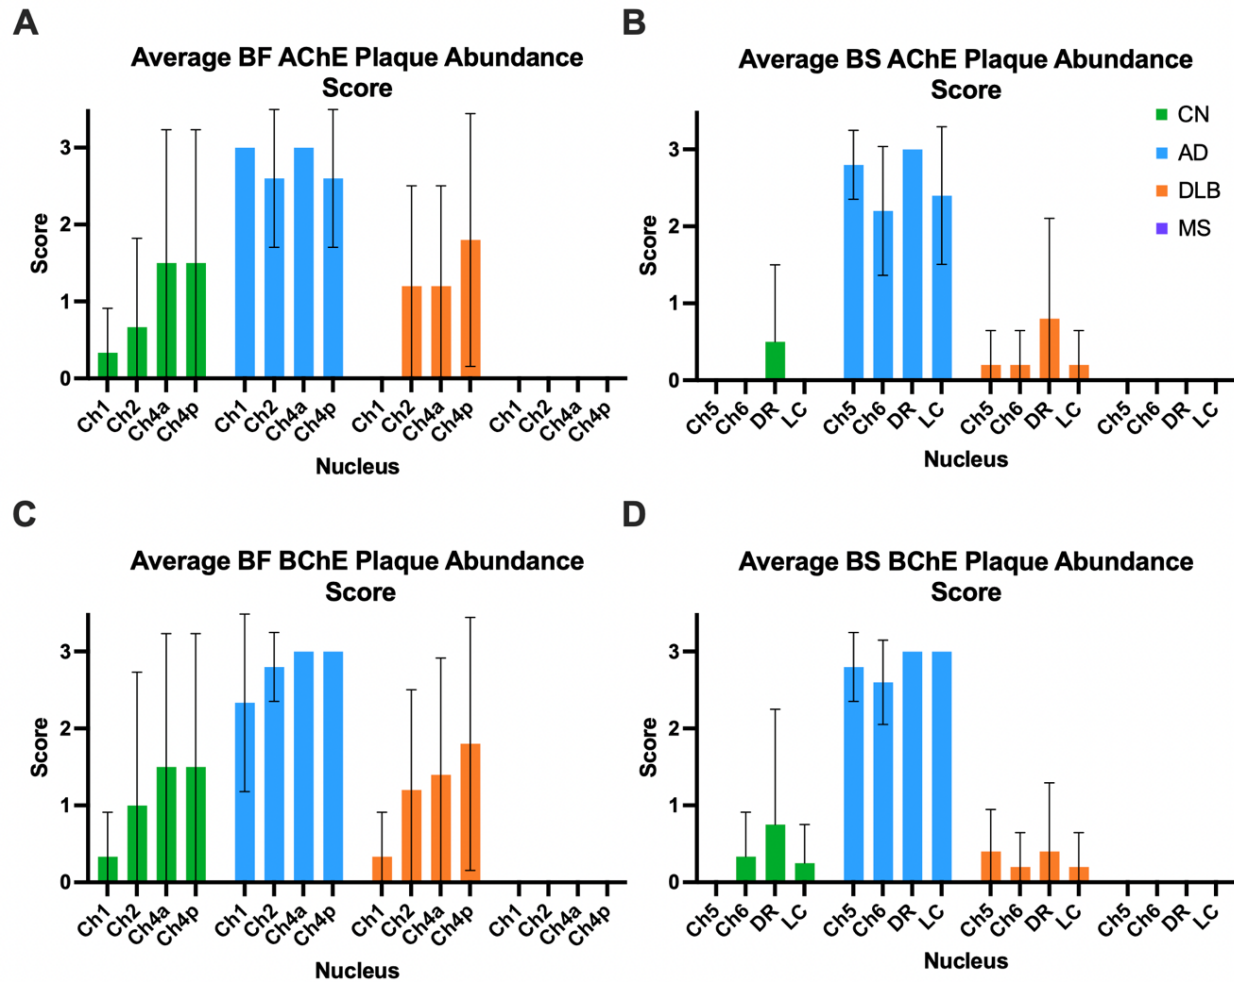 A
Average BF AChE Plaque Abundance
Score
3
2
1
0
Score
Ch1 Ch2 Ch4a Ch4p Ch1 Ch2 Ch4a Ch4p Ch1 Ch2 Ch4a Ch4p Ch1 Ch2 Ch4a Ch4p
Nucleus
B
Average BS AChE Plaque Abundance
Score
CN
AD
DLB
MS
3
2
1
0
Score
Ch5 Ch6 DR LC Ch5 Ch6 DR LC Ch5 Ch6 DR LC Ch5 Ch6 DR LC
Nucleus
C
Average BF BChE Plaque Abundance
Score
3
2
1
0
Score
Ch1 Ch2 Ch4a Ch4p Ch1 Ch2 Ch4a Ch4p Ch1 Ch2 Ch4a Ch4p Ch1 Ch2 Ch4a Ch4p
Nucleus
D
Average BS BChE Plaque Abundance
Score
3
2
1
0
Score
Ch5 Ch6 DR LC Ch5 Ch6 DR LC Ch5 Ch6 DR LC Ch5 Ch6 DR LC
Nucleus